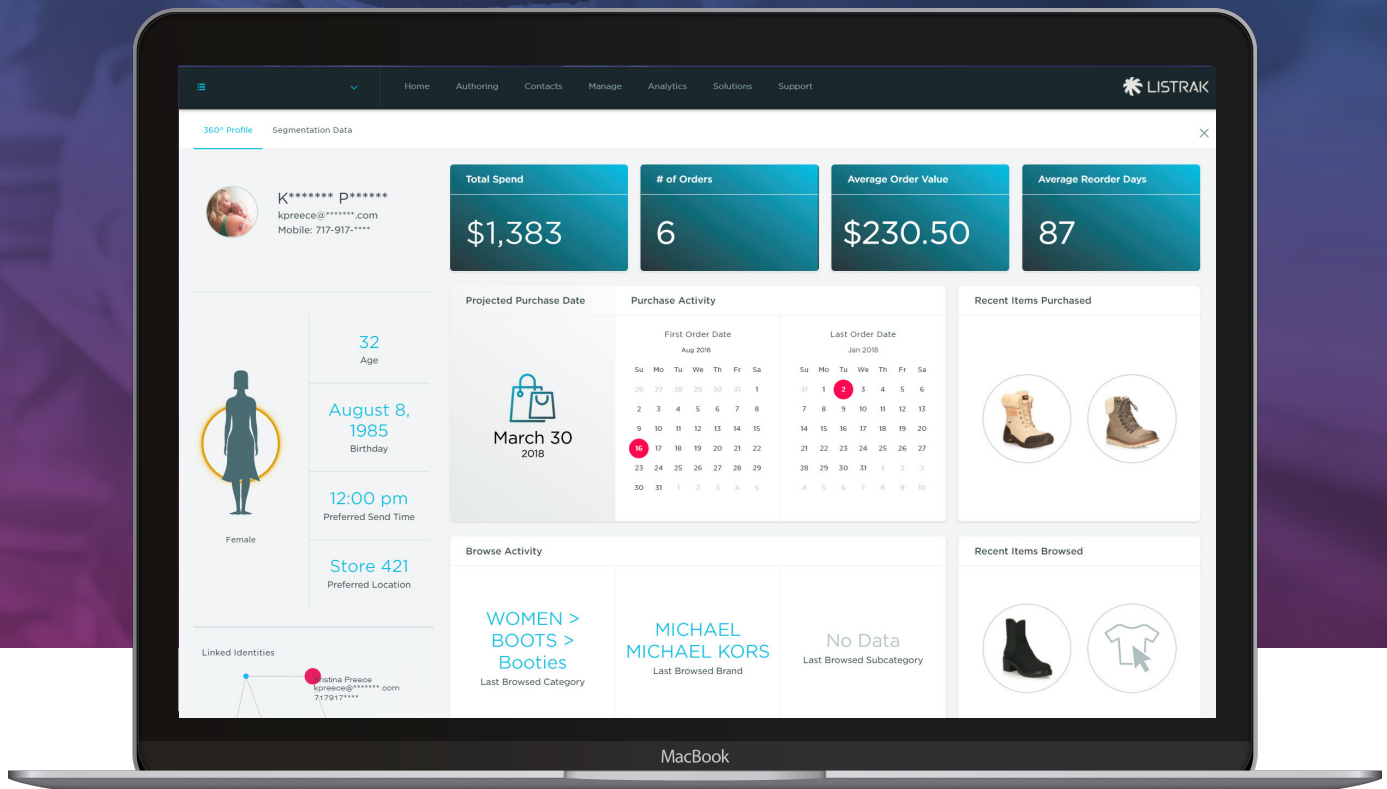 Home Authoring Contacts Manage Analytics Solutions Support
LISTRAK
360° Profile Segmentation Data
K******* P******
kpreece@*******.com
Mobile: 717-917-****
Total Spend
$1,383
# of Orders
6
Average Order Value
$230.50
Average Reorder Days
87
32
Age
August 8,
1985
Birthday
12:00 pm
Preferred Send Time
Store 421
Preferred Location
Female
Projected Purchase Date
March 30
2018
Purchase Activity
First Order Date
Aug 2016
Su Mo Tu We Th Fr Sa
26 27 28 29 30 31 1
2 3 4 5 6 7 8
9 10 11 12 13 14 15
16 17 18 19 20 21 22
23 24 25 26 27 28 29
30 31 1 2 3 4 5
Last Order Date
Jan 2018
Su Mo Tu We Th Fr Sa
31 1 2 3 4 5 6
7 8 9 10 11 12 13
14 15 16 17 18 19 20
21 22 23 24 25 26 27
28 29 30 31 1 2 3
4 5 6 7 8 9 10
Recent Items Purchased
Browse Activity
WOMEN >
BOOTS >
Booties
Last Browsed Category
MICHAEL
MICHAEL KORS
Last Browsed Brand
No Data
Last Browsed Subcategory
Recent Items Browsed
Linked Identities
Kristina Preece
kpreece@*******.com
717917****
MacBook